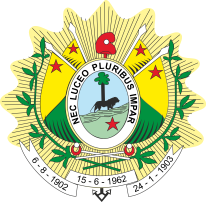 NEC LUCEO PLURIBUS IMPAR
6-8-1902
15-6-1962
24-1-1903